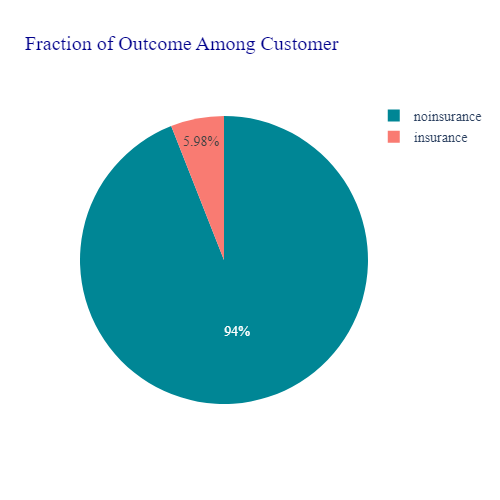 Fraction of Outcome Among Customer
noinsurance
insurance
5.98%
94%